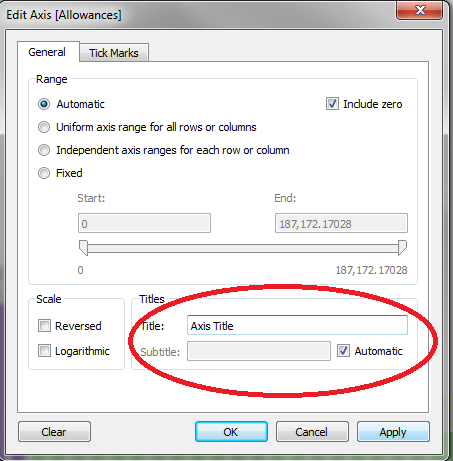 Edit Axis [Allowances]
General
Tick Marks
Range
Automatic
Include zero
Uniform axis range for all rows or columns
Independent axis ranges for each row or column
Fixed
Start:
End:
0
187,172.17028
0
187,172.17028
Scale
Titles
Reversed
Title:
Axis Title
Logarithmic
Subtitle:
Automatic
Clear
OK
Cancel
Apply